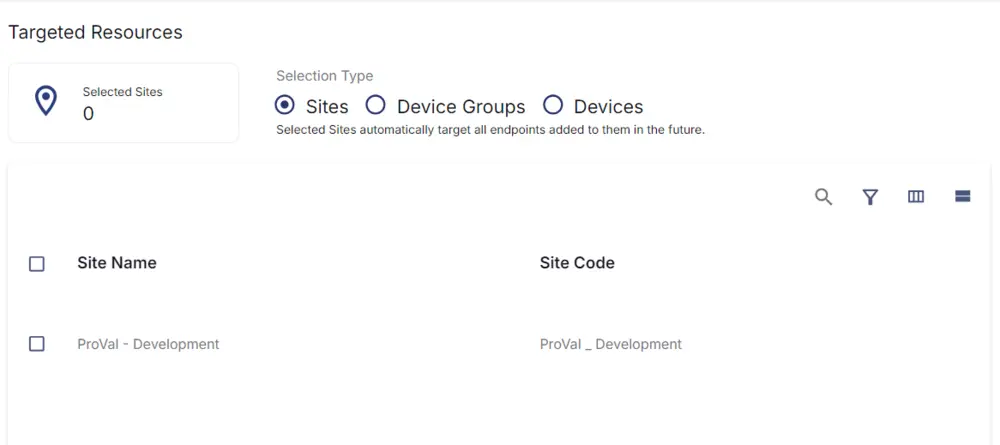 Targeted Resources
Selected Sites
0
Selection Type
Sites
Device Groups
Devices
Selected Sites automatically target all endpoints added to them in the future.
Site Name
Site Code
ProVal - Development
ProVal _ Development